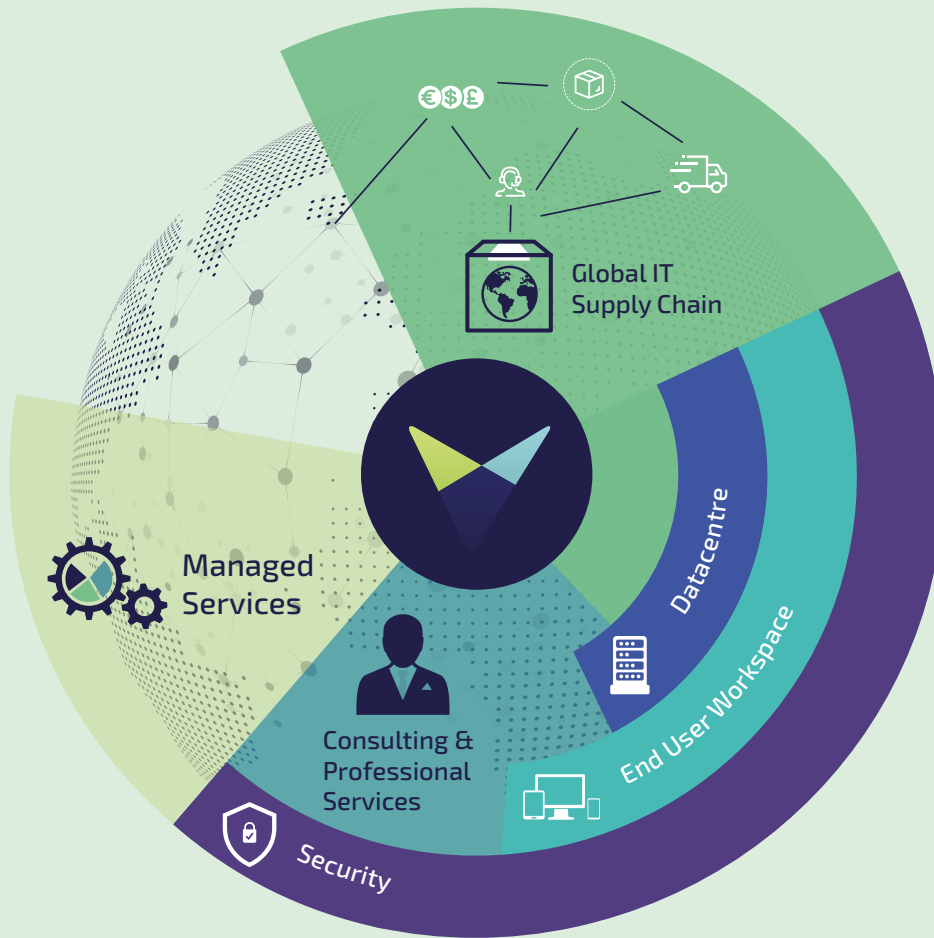 € $ £
Global IT
Supply Chain
Datacentre
Managed
Services
End User Workspace
Consulting &
Professional
Services
Security